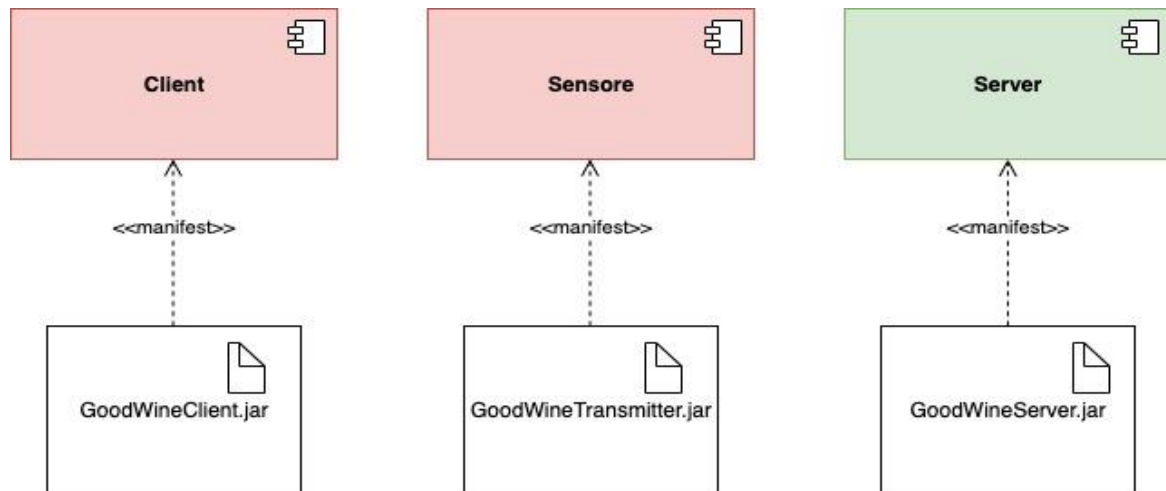 Client
Sensore
Server
<<manifest>>
<<manifest>>
<<manifest>>
GoodWineClient.jar
GoodWineTransmitter.jar
GoodWineServer.jar